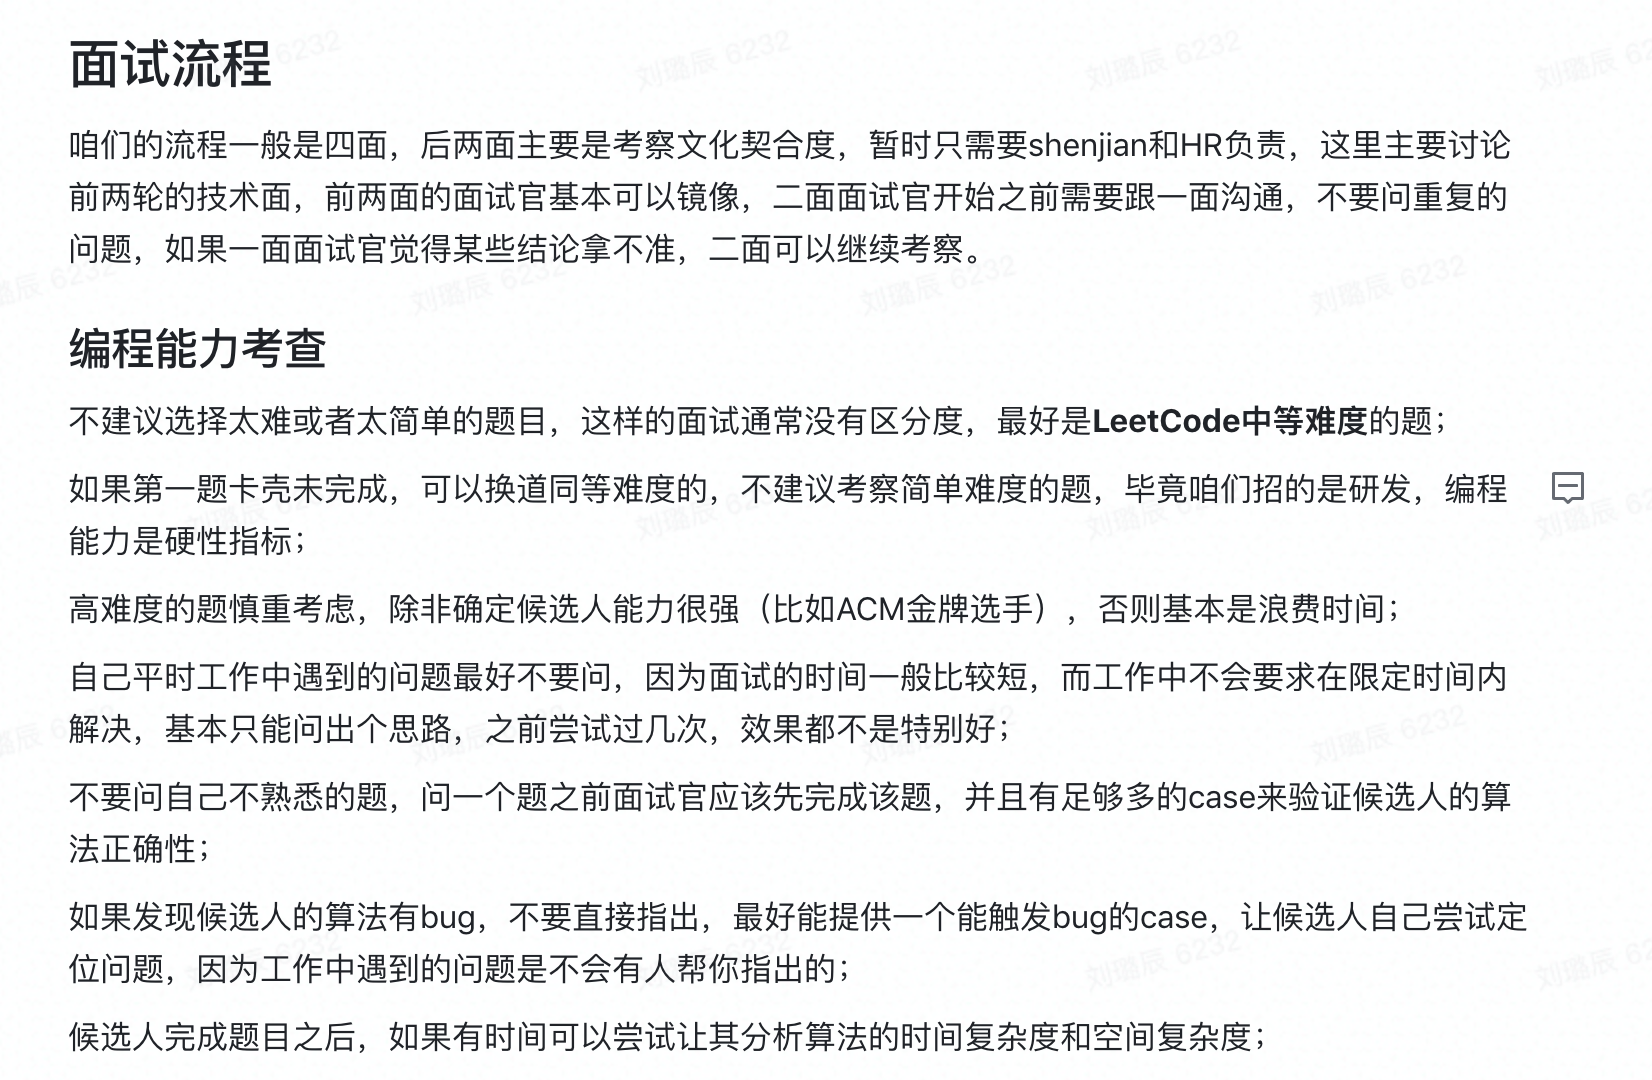 面试流程
咱们的流程一般是四面，后两面主要是考察文化契合度，暂时只需要shenjian和HR负责，这里主要讨论
前两轮的技术面，前两面的面试官基本可以镜像，二面面试官开始之前需要跟一面沟通，不要问重复的
问题，如果一面面试官觉得某些结论拿不准，二面可以继续考察。
编程能力考查
不建议选择太难或者太简单的题目，这样的面试通常没有区分度，最好是LeetCode中等难度的题；
如果第一题卡壳未完成，可以换道同等难度的，不建议考察简单难度的题，毕竟咱们招的是研发，编程
能力是硬性指标；
高难度的题慎重考虑，除非确定候选人能力很强（比如ACM金牌选手），否则基本是浪费时间；
自己平时工作中遇到的问题最好不要问，因为面试的时间一般比较短，而工作中不会要求在限定时间内
解决，基本只能问出个思路，之前尝试过几次，效果都不是特别好；
不要问自己不熟悉的题，问一个题之前面试官应该先完成该题，并且有足够多的case来验证候选人的算
法正确性；
如果发现候选人的算法有bug，不要直接指出，最好能提供一个能触发bug的case，让候选人自己尝试定
位问题，因为工作中遇到的问题是不会有人帮你指出的；
候选人完成题目之后，如果有时间可以尝试让其分析算法的时间复杂度和空间复杂度；
刘璐辰 6232